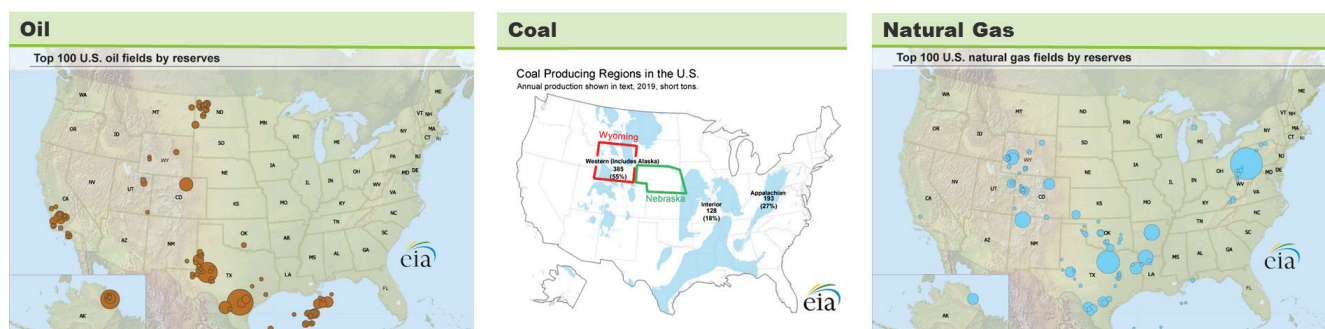 Oil
Top 100 U.S. oil fields by reserves
WA
MT
ND
MN
ME
OR
ID
SD
WI
MI
VT
NH
NY
MA
CT
RI
WY
IA
PA
NJ
NE
NV
UT
CO
IL
IN
OH
MD
DE
WV
VA
CA
KS
MO
KY
NC
TN
AZ
NM
OK
AR
SC
MS
AL
GA
TX
LA
FL
AK
eia
Coal
Coal Producing Regions in the U.S.
Annual production shown in text, 2019, short tons.
Wyoming
Western (includes Alaska)
385
(55%)
Nebraska
Interior
128
(18%)
Appalachian
193
(27%)
eia
Natural Gas
Top 100 U.S. natural gas fields by reserves
WA
MT
ND
MN
ME
OR
ID
SD
WI
MI
VT
NH
NY
MA
CT
RI
WY
IA
NJ
NE
NV
UT
CO
IL
IN
OH
MD
DE
WV
VA
CA
KS
MO
KY
NC
TN
AZ
NM
OK
SC
MS
AL
GA
TX
LA
FL
AK
eia